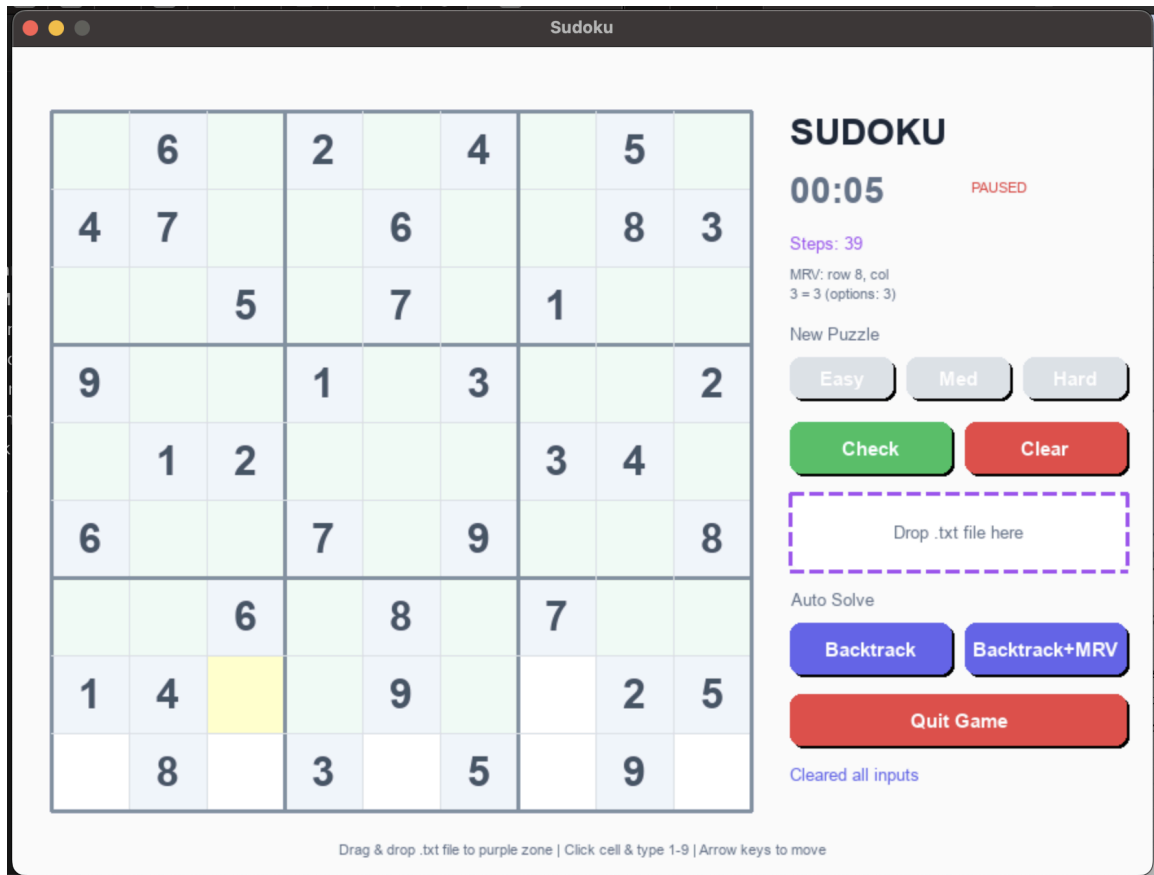 Sudoku
6 2 4 5
4 7 6 8 3
5 7 1
9 1 3 2
1 2 3 4
6 7 9 8
6 8 7
1 4 9 2 5
8 3 5 9
SUDOKU
00:05 PAUSED
Steps: 39
MRV: row 8, col
3 = 3 (options: 3)
New Puzzle
Easy Med Hard
Check Clear
Drop .txt file here
Auto Solve
Backtrack Backtrack+MRV
Quit Game
Cleared all inputs
Drag & drop .txt file to purple zone | Click cell & type 1-9 | Arrow keys to move